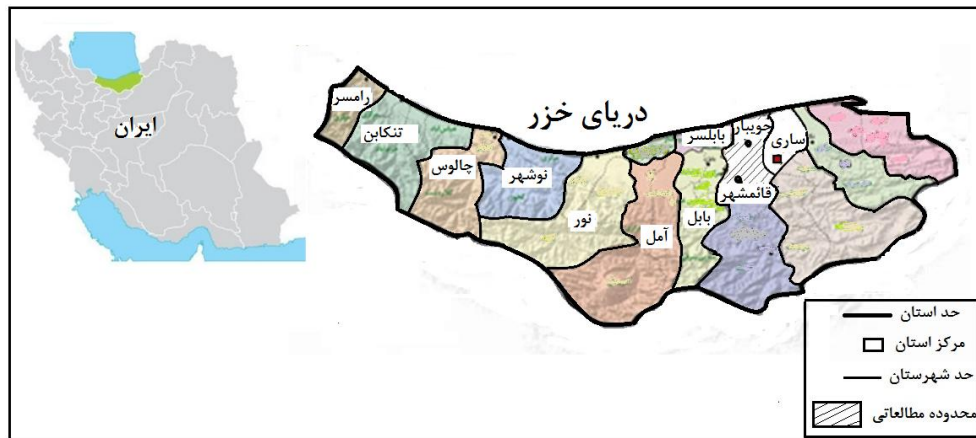 ایران
دریای خزر
رامسر
تنکابن
چالوس
نوشهر
نور
آمل
بابلسر
بابل
جویبار
قائمشهر
ساری
حد استان
مرکز استان
حد شهرستان
محدوده مطالعاتی